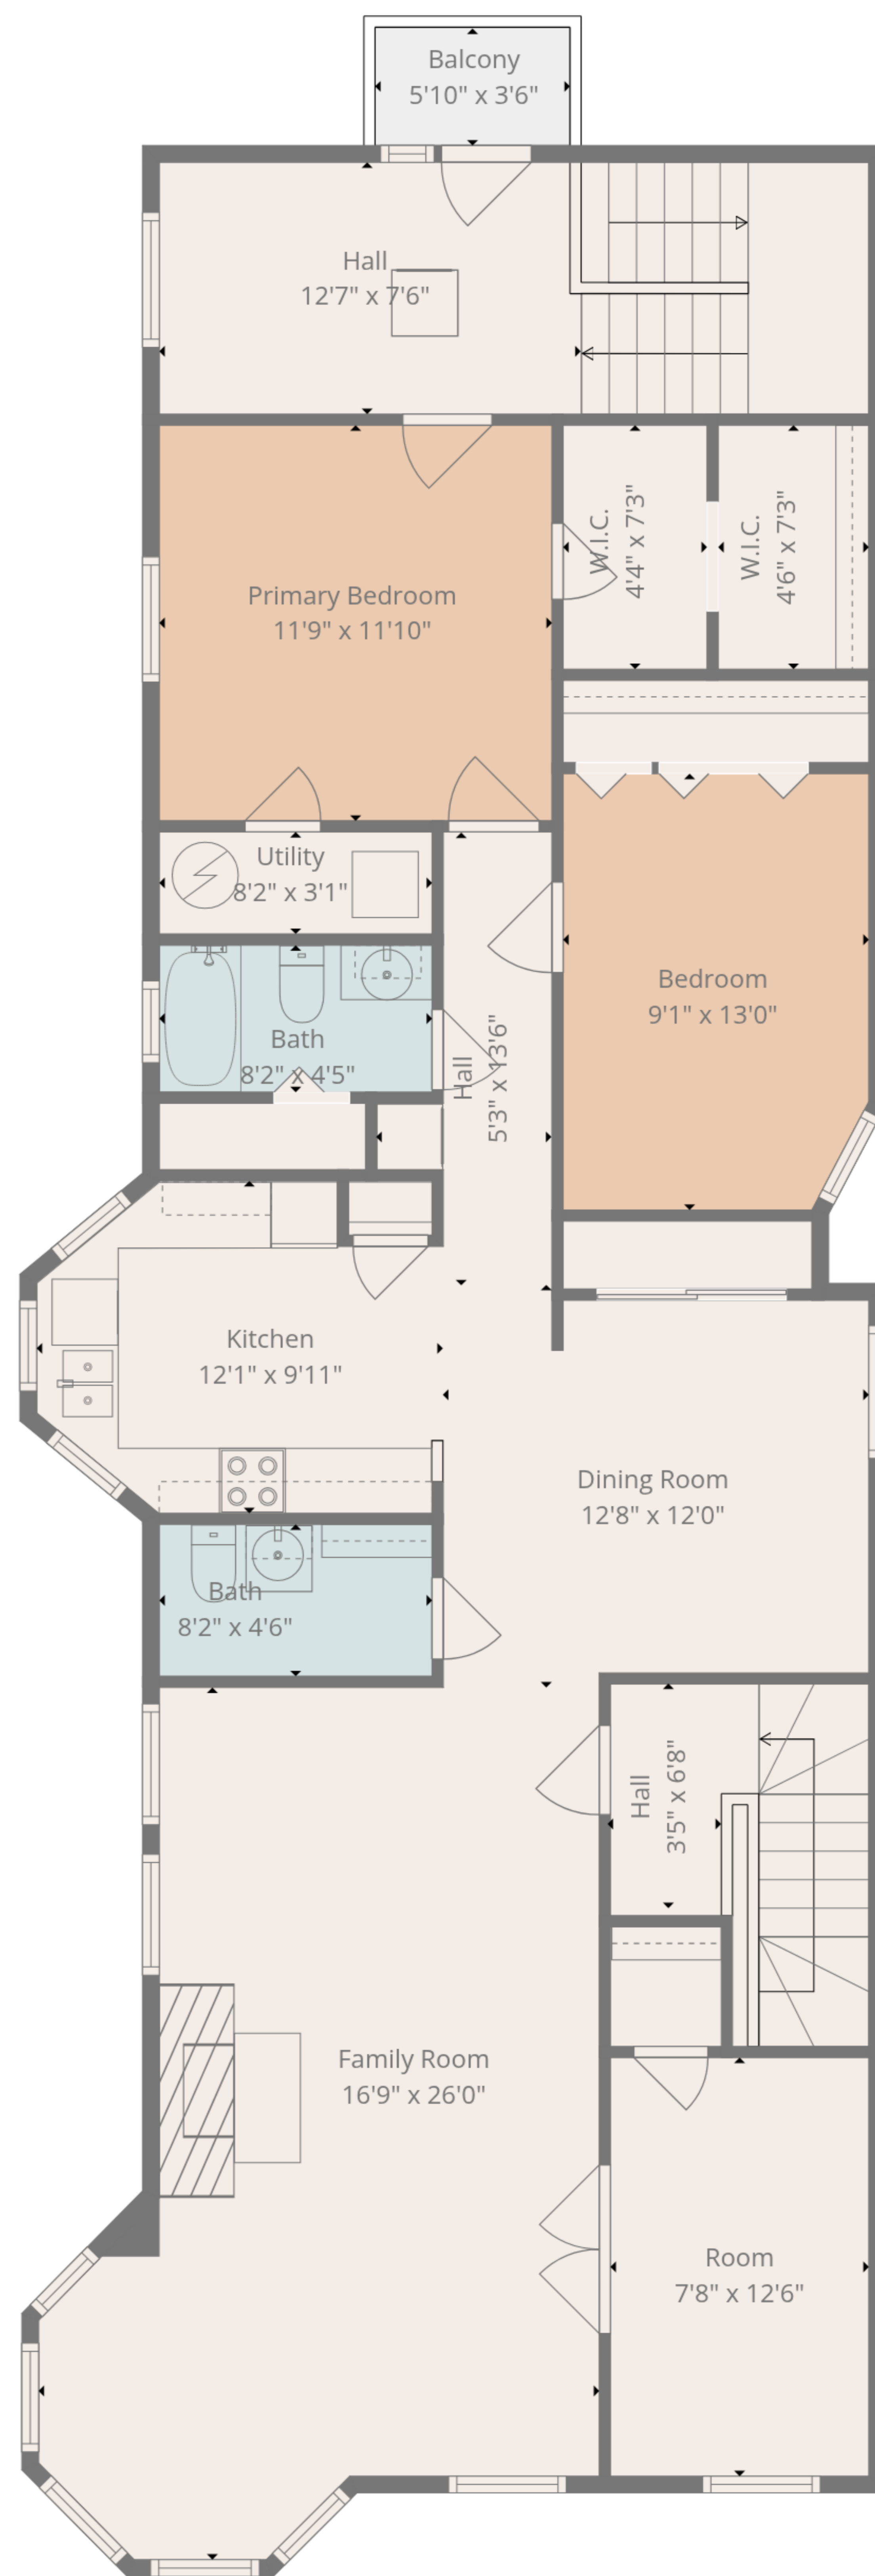 Balcony
5'10" x 3'6"
Hall
12'7" x 7'6"
W.I.C.
4'4" x 7'3"
W.I.C.
4'6" x 7'3"
Primary Bedroom
11'9" x 11'10"
Utility
8'2" x 3'1"
Bedroom
9'1" x 13'0"
Bath
8'2" x 4'5"
Hall
5'3" x 13'6"
Kitchen
12'1" x 9'11"
Dining Room
12'8" x 12'0"
Bath
8'2" x 4'6"
Hall
3'5" x 6'8"
Family Room
16'9" x 26'0"
Room
7'8" x 12'6"